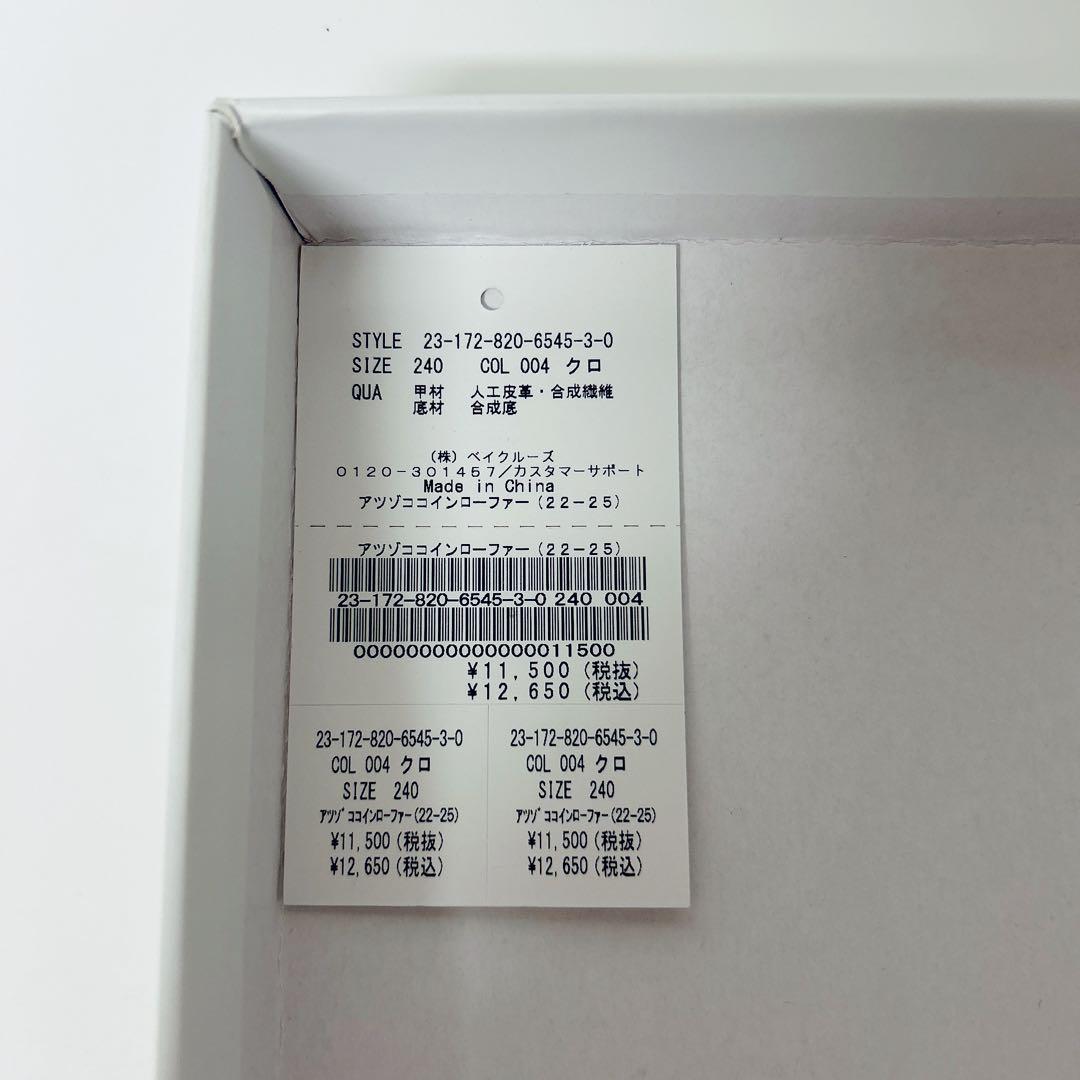 STYLE 23-172-820-6545-3-0
SIZE 240 COL 004 クロ
QUA 甲材 人工皮革・合成繊維
底材 合成底
(株) ベイクルーズ
0120-301457/カスタマーサポート
Made in China
アツゾココインローファー(22-25)
アツゾココインローファー(22-25)
23-172-820-6545-3-0 240 004
00000000000000011500
¥11,500 (税抜)
¥12,650 (税込)
23-172-820-6545-3-0
COL 004 クロ
SIZE 240
アツゾココインローファー(22-25)
¥11,500(税抜)
¥12,650(税込)
23-172-820-6545-3-0
COL 004 クロ
SIZE 240
アツゾココインローファー(22-25)
¥11,500(税抜)
¥12,650(税込)